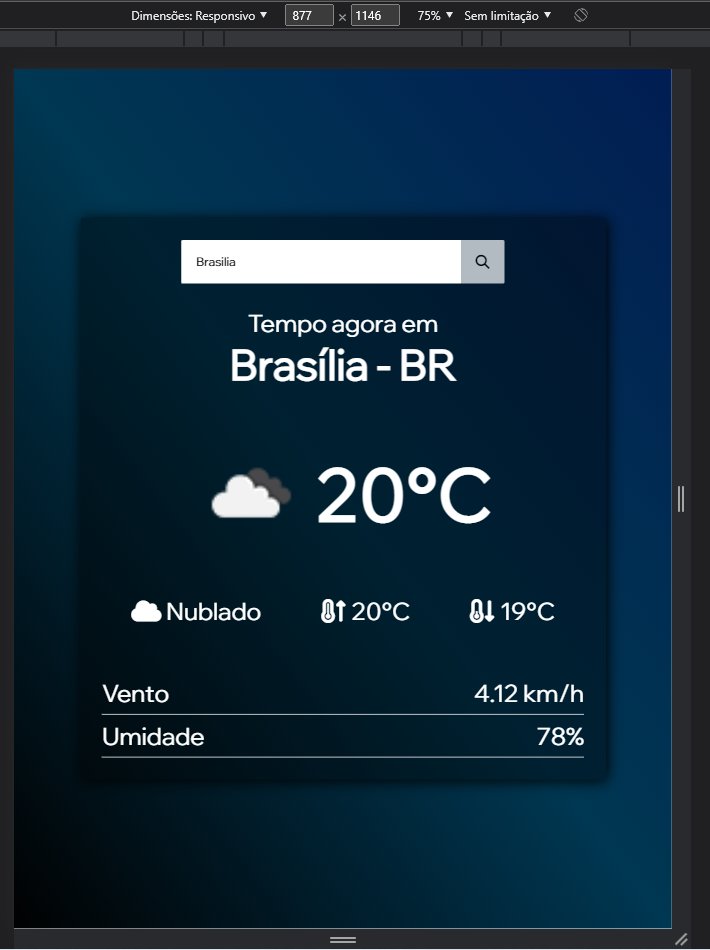 Dimensões: Responsivo ▼ 877 × 1146 75% ▼ Sem limitação ▼
Brasilia
Tempo agora em
Brasília - BR
20°C
Nublado 20°C 19°C
Vento 4.12 km/h
Umidade 78%